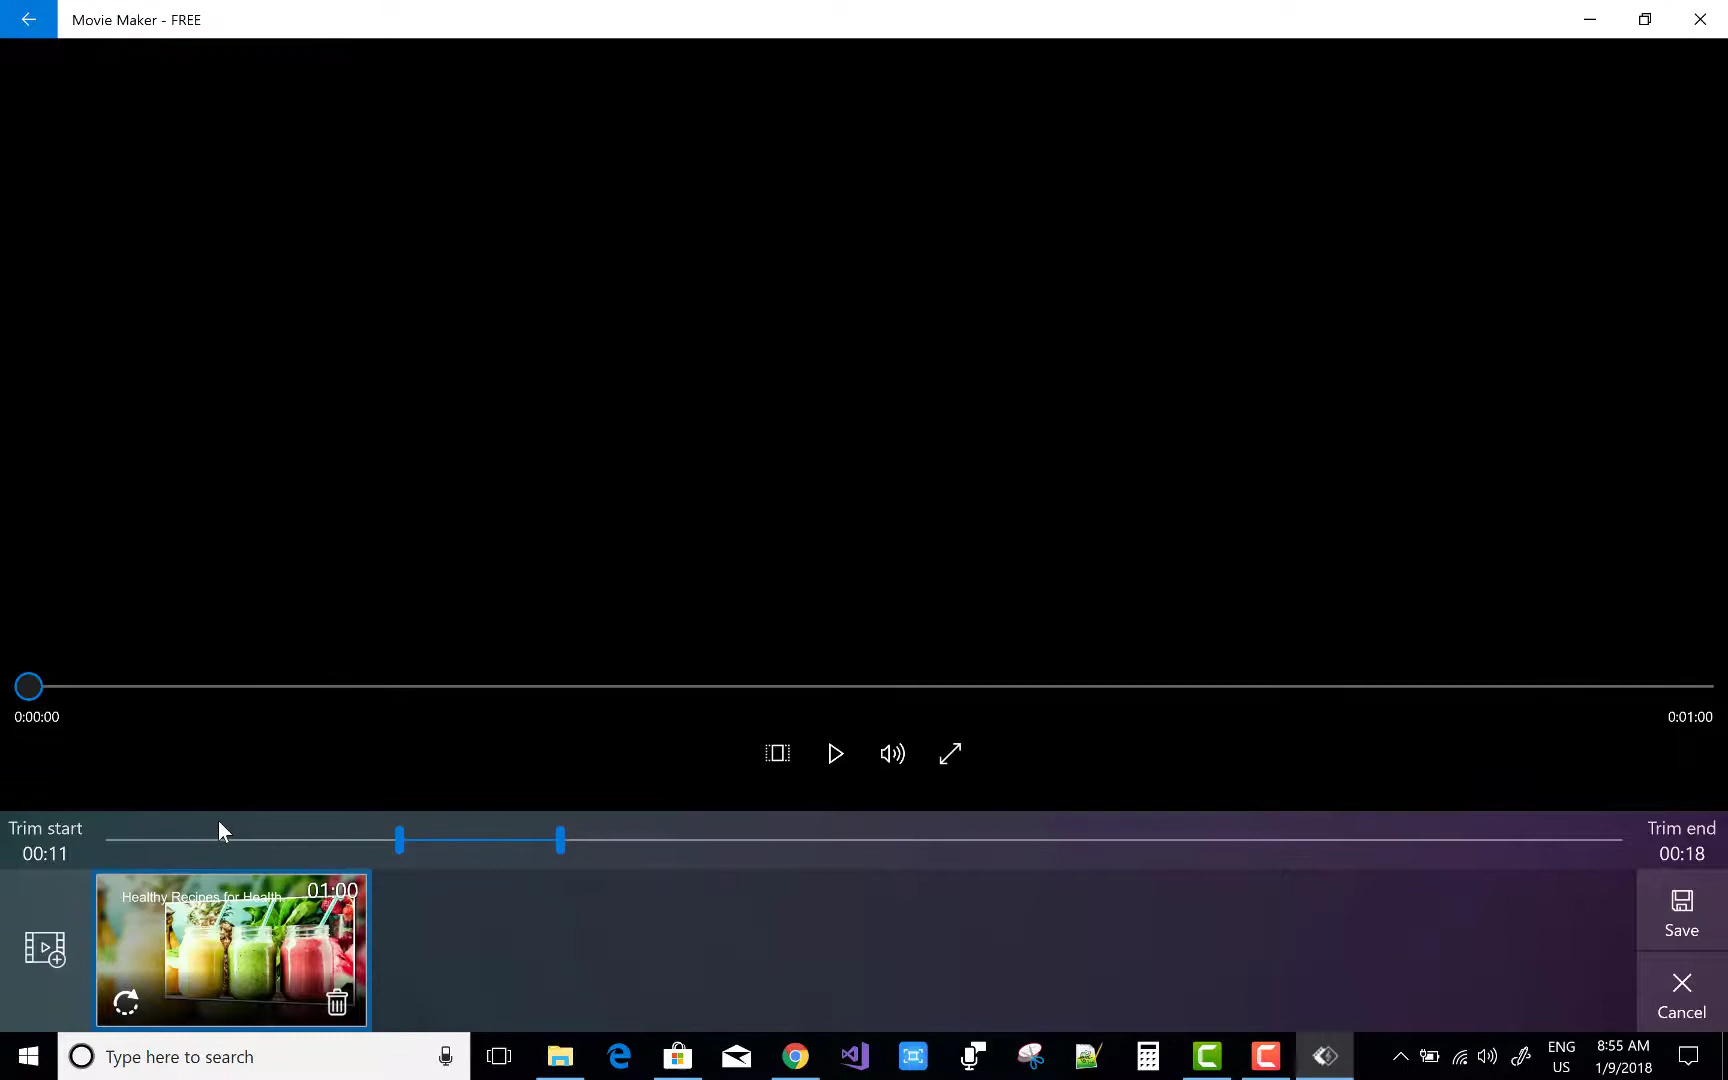 Movie Maker - FREE
0:00:00
0:01:00
Trim start
00:11
Trim end
00:18
Healthy Recipes for Health.
01:00
Save
Cancel
Type here to search
ENG
US
8:55 AM
1/9/2018